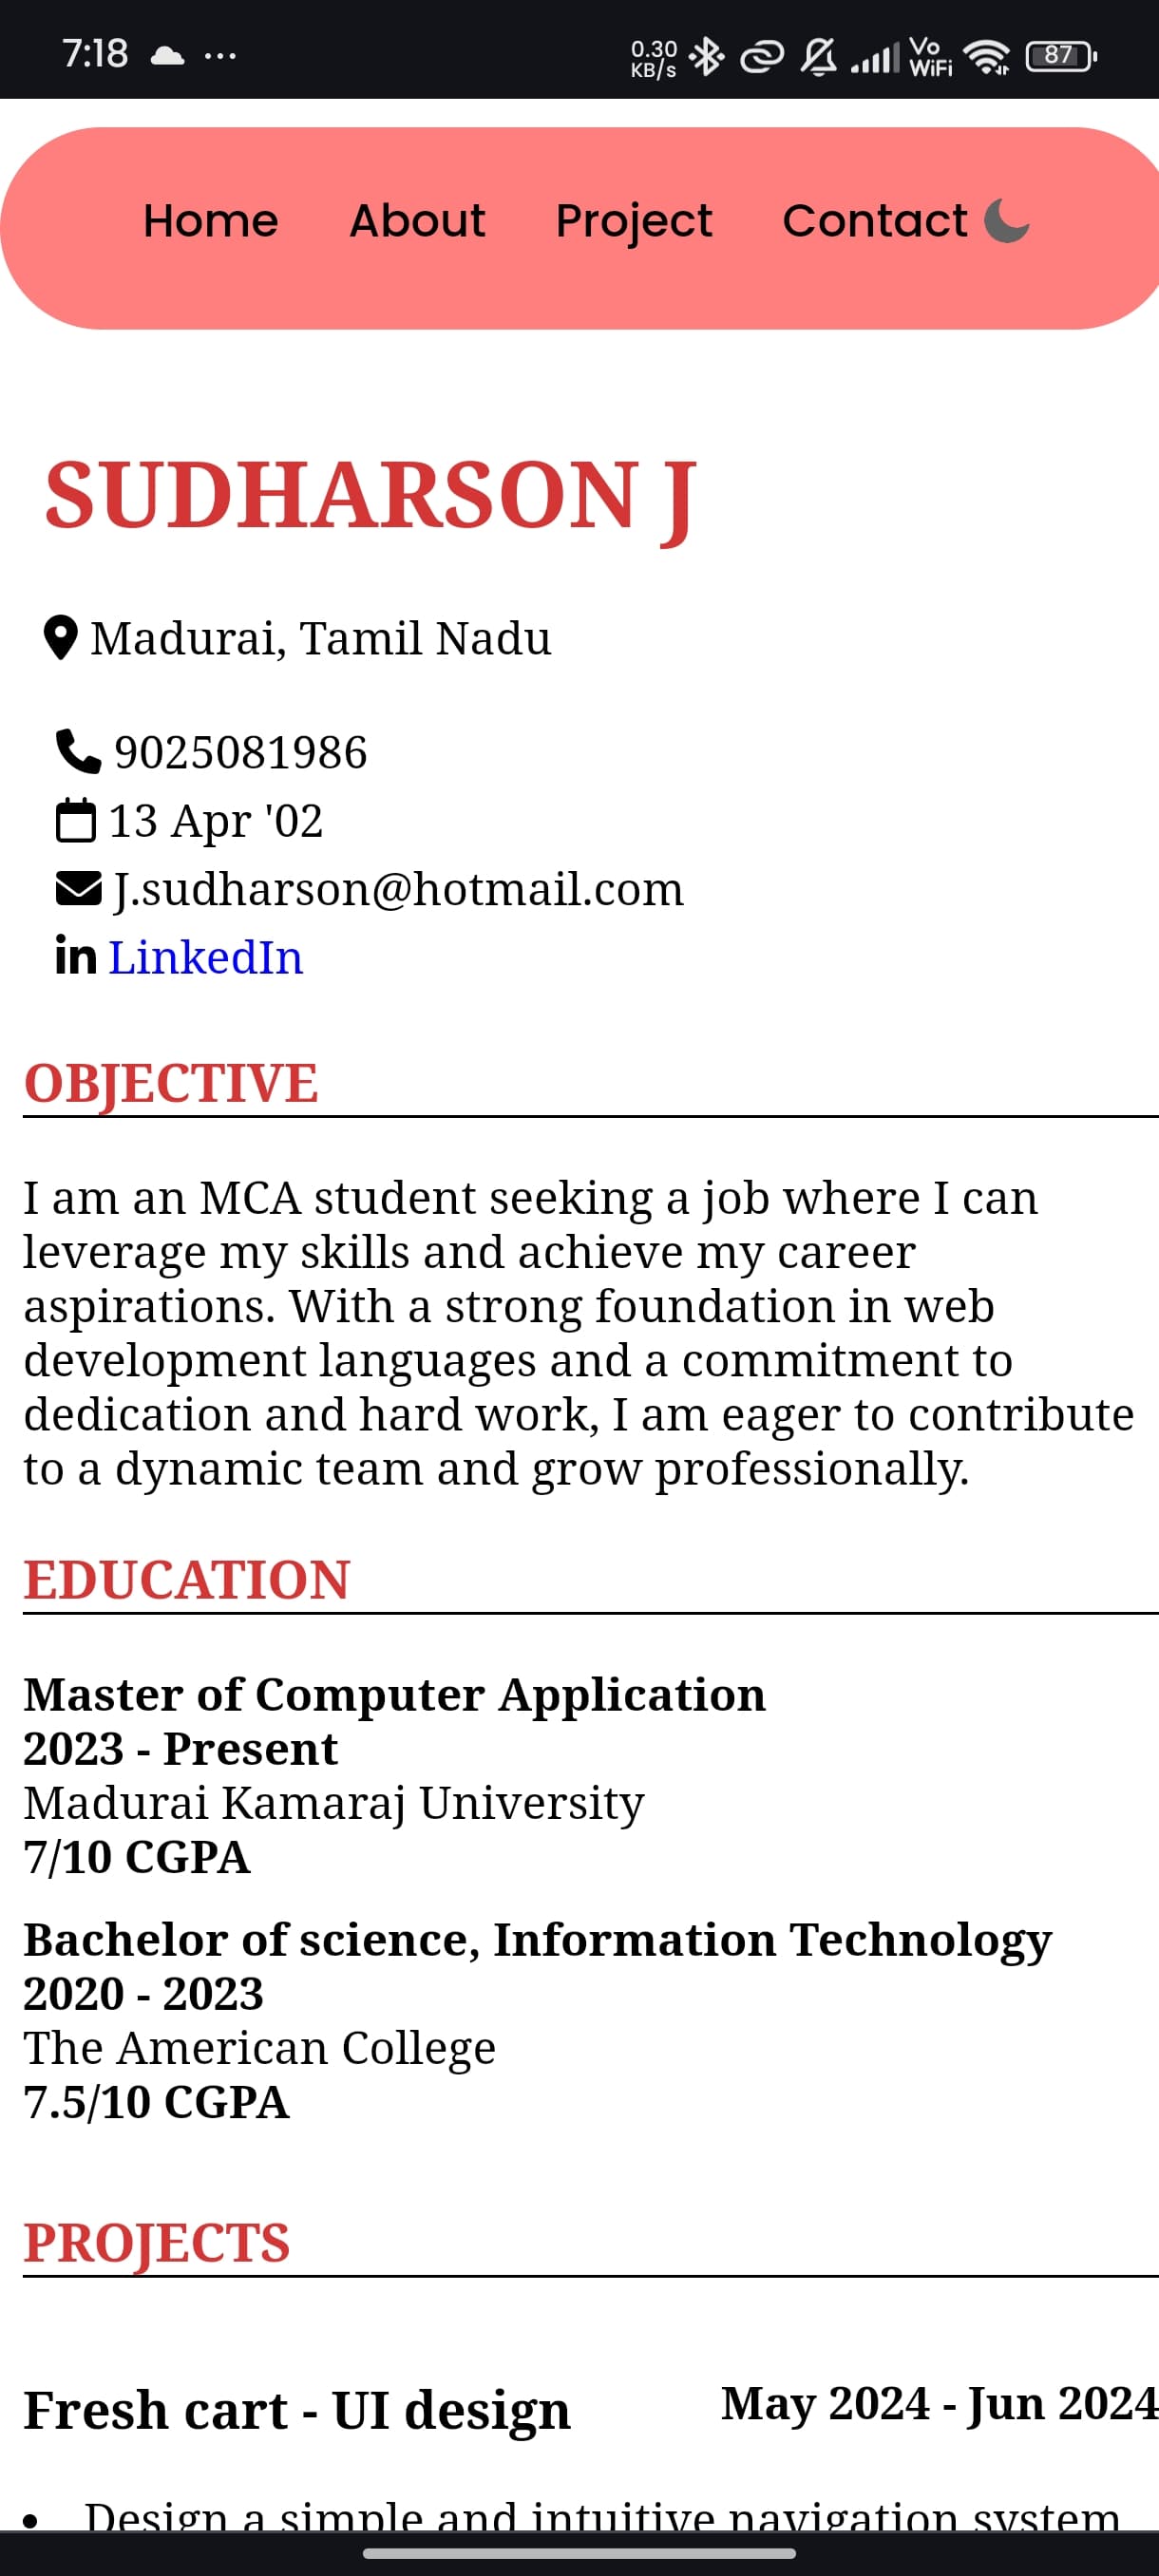 7:18 ...
0.30
KB/s
Vo
WiFi
87
Home About Project Contact
SUDHARSON J
Madurai, Tamil Nadu
9025081986
13 Apr '02
J.sudharson@hotmail.com
in LinkedIn
OBJECTIVE
I am an MCA student seeking a job where I can
leverage my skills and achieve my career
aspirations. With a strong foundation in web
development languages and a commitment to
dedication and hard work, I am eager to contribute
to a dynamic team and grow professionally.
EDUCATION
Master of Computer Application
2023 - Present
Madurai Kamaraj University
7/10 CGPA
Bachelor of science, Information Technology
2020 - 2023
The American College
7.5/10 CGPA
PROJECTS
Fresh cart - UI design May 2024 - Jun 2024
• Design a simple and intuitive navigation system